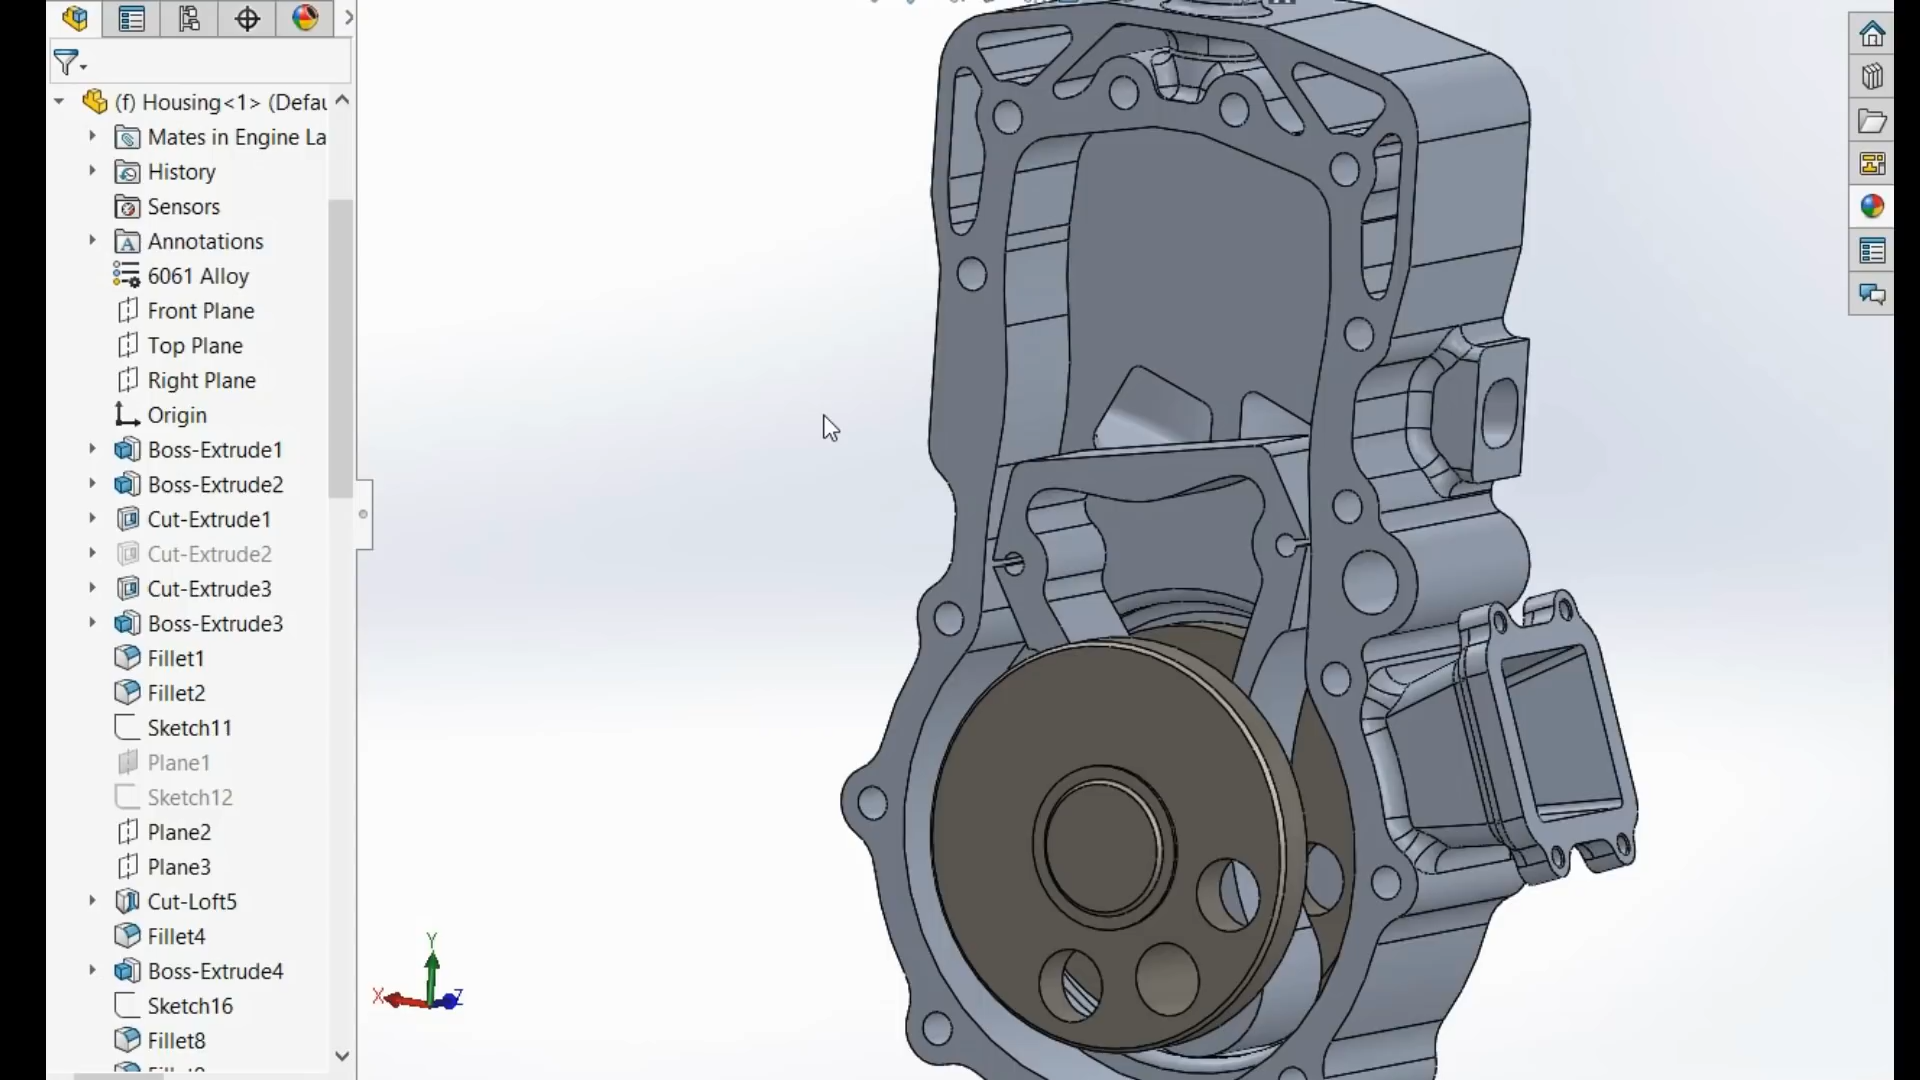 (f) Housing<1> (Defau
Mates in Engine La
History
Sensors
Annotations
6061 Alloy
Front Plane
Top Plane
Right Plane
Origin
Boss-Extrude1
Boss-Extrude2
Cut-Extrude1
Cut-Extrude2
Cut-Extrude3
Boss-Extrude3
Fillet1
Fillet2
Sketch11
Plane1
Sketch12
Plane2
Plane3
Cut-Loft5
Fillet4
Boss-Extrude4
Sketch16
Fillet8
Y
X
Z